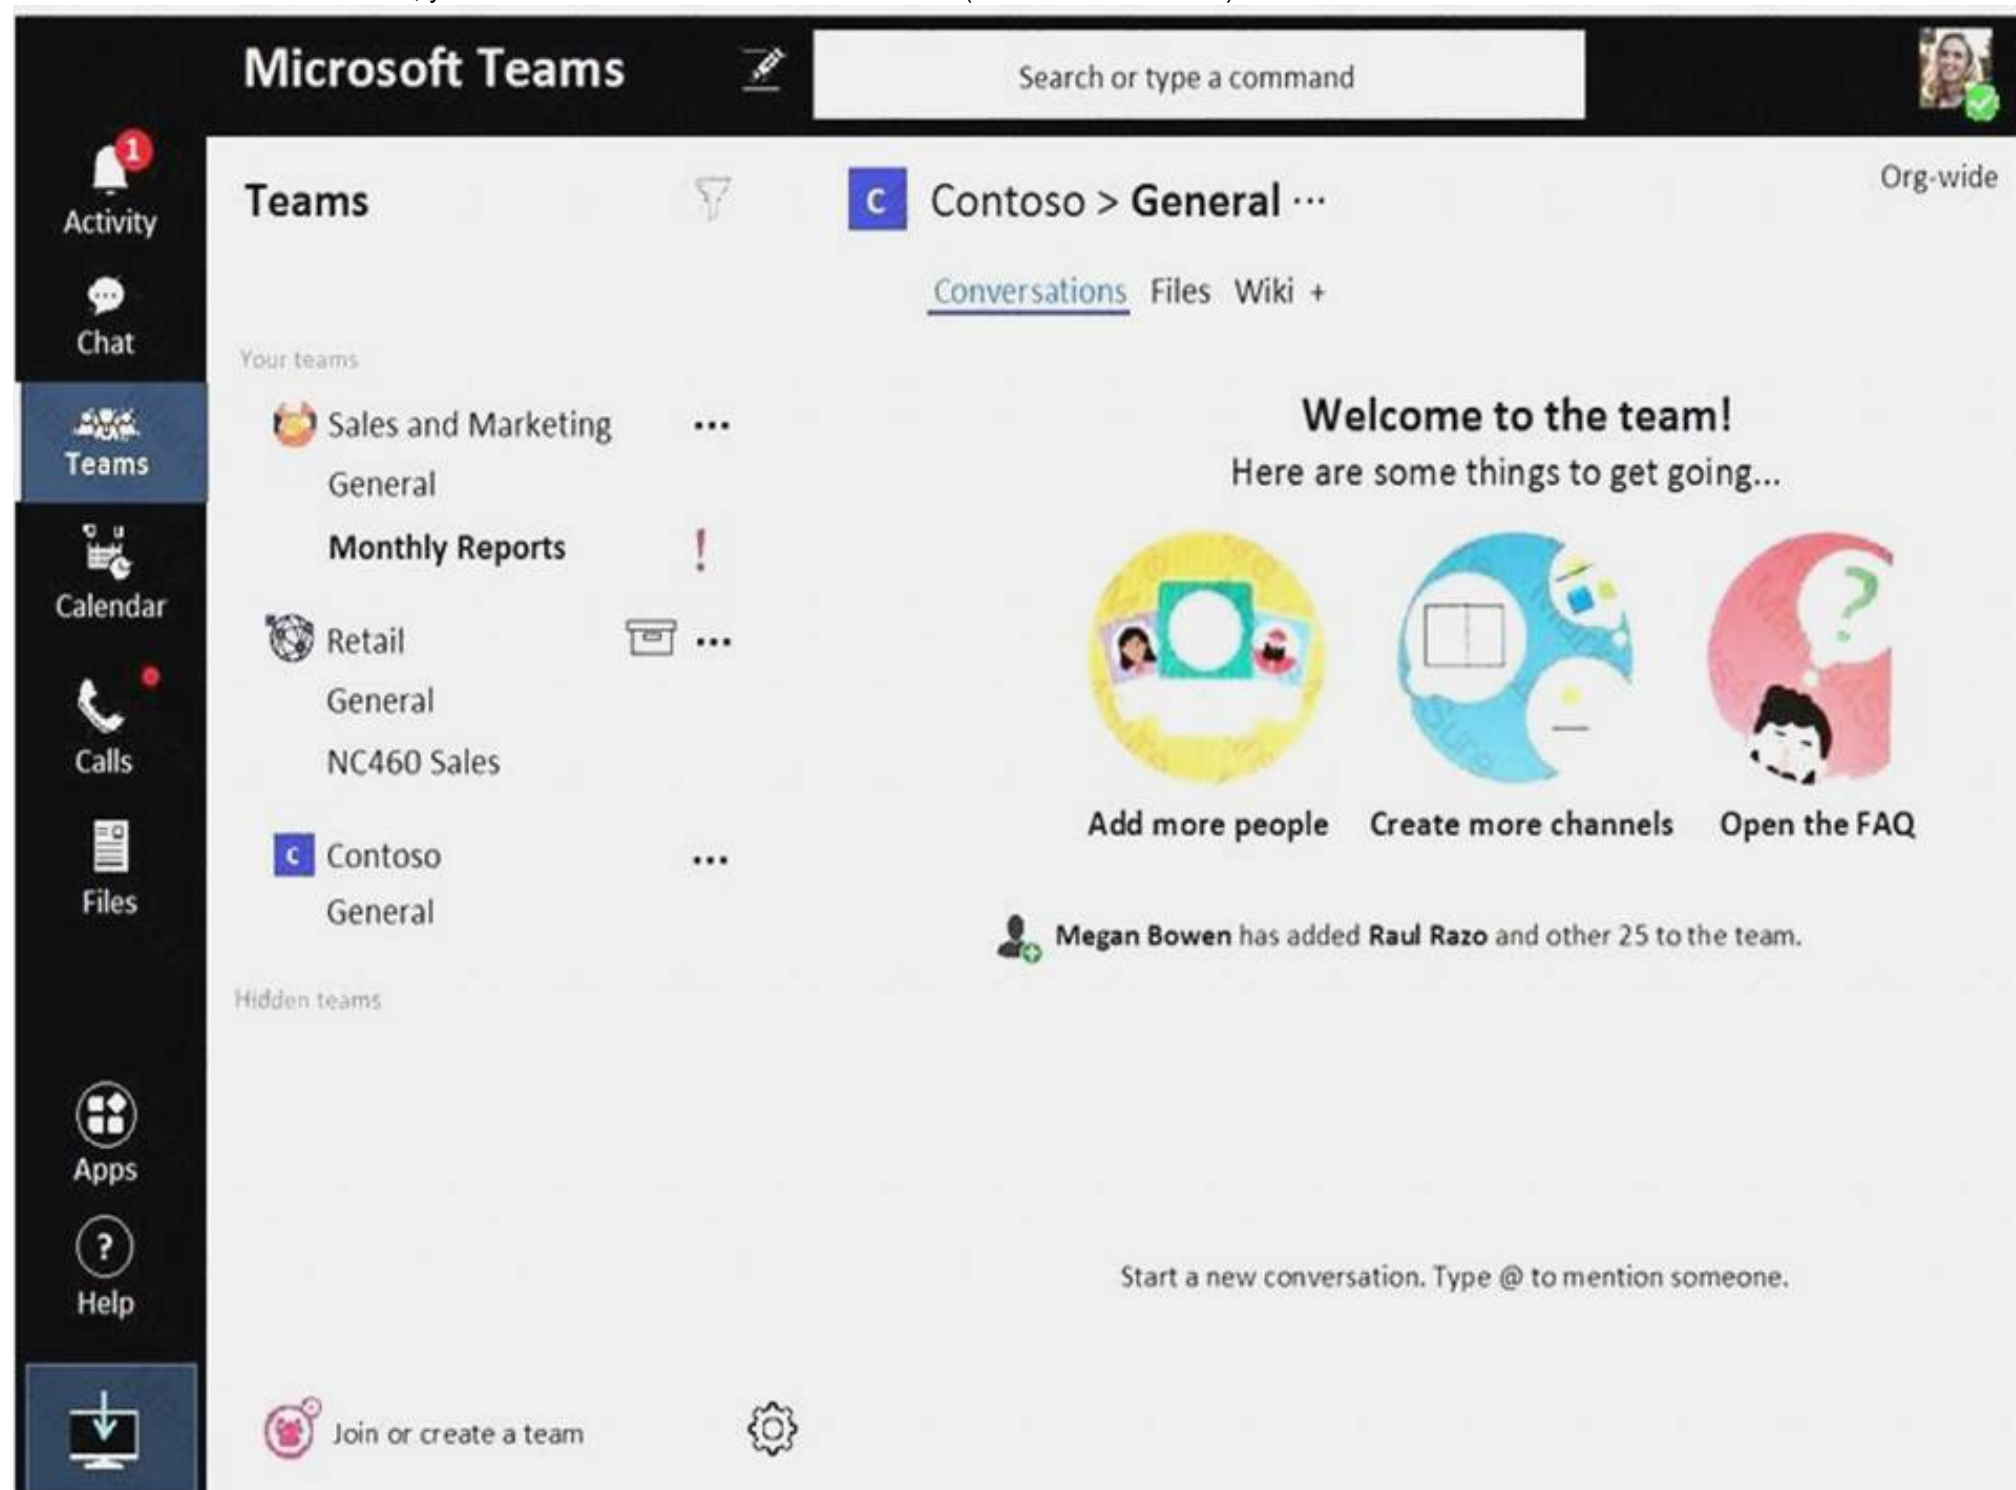 Microsoft Teams
Search or type a command
1
Activity
Chat
Teams
Calendar
Calls
Files
Apps
Help
Teams
Your teams
Sales and Marketing ...
General
Monthly Reports !
Retail ...
General
NC460 Sales
C Contoso ...
General
Hidden teams
Join or create a team
C Contoso > General ...
Org-wide
Conversations Files Wiki +
Welcome to the team!
Here are some things to get going...
?
Add more people Create more channels Open the FAQ
Megan Bowen has added Raul Razo and other 25 to the team.
Start a new conversation. Type @ to mention someone.